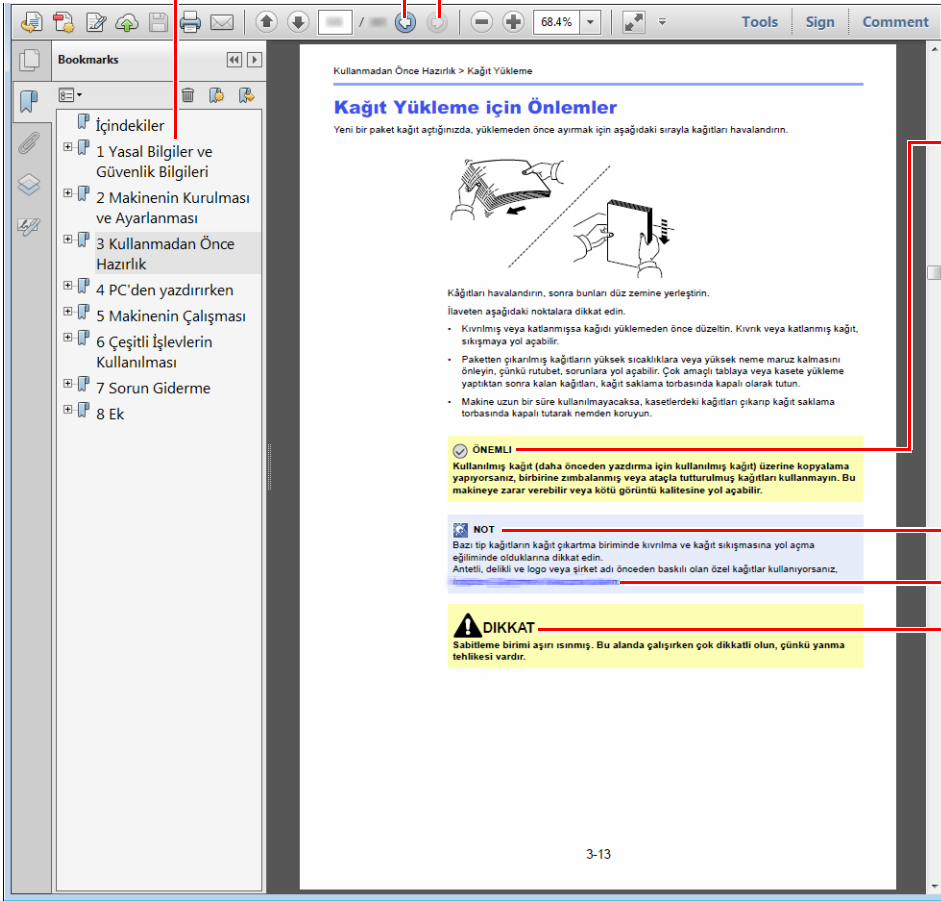 68.4%
Tools
Sign
Comment
Bookmarks
İçindekiler
1 Yasal Bilgiler ve
Güvenlik Bilgileri
2 Makinenin Kurulması
ve Ayarlanması
3 Kullanmadan Önce
Hazırlık
4 PC'den yazdırırken
5 Makinenin Çalışması
6 Çeşitli İşlevlerin
Kullanılması
7 Sorun Giderme
8 Ek
Kullanmadan Önce Hazırlık > Kağıt Yükleme
Kağıt Yükleme için Önlemler
Yeni bir paket kağıt açtığınızda, yüklemeden önce ayırmak için aşağıdaki sırayla kağıtları havalandırın.
Kâğıtları havalandırın, sonra bunları düz zemine yerleştirin.
İlaveten aşağıdaki noktalara dikkat edin.
• Kıvrılmış veya katlanmışsa kağıdı yüklemeden önce düzeltin. Kıvrık veya katlanmış kağıt,
sıkışmaya yol açabilir.
• Paketten çıkarılmış kağıtların yüksek sıcaklıklara veya yüksek neme maruz kalmasını
önleyin, çünkü rutubet, sorunlara yol açabilir. Çok amaçlı tablaya veya kasete yükleme
yaptıktan sonra kalan kağıtları, kağıt saklama torbasında kapalı olarak tutun.
• Makine uzun bir süre kullanılmayacaksa, kasetlerdeki kağıtları çıkarıp kağıt saklama
torbasında kapalı tutarak nemden koruyun.
ÖNEMLI
Kullanılmış kağıt (daha önceden yazdırma için kullanılmış kağıt) üzerine kopyalama
yapıyorsanız, birbirine zımbalanmış veya ataçla tutturulmuş kağıtları kullanmayın. Bu
makineye zarar verebilir veya kötü görüntü kalitesine yol açabilir.
NOT
Bazı tip kağıtların kağıt çıkartma biriminde kıvrılma ve kağıt sıkışmasına yol açma
eğiliminde olduklarına dikkat edin.
Antetli, delikli ve logo veya şirket adı önceden baskılı olan özel kağıtlar kullanıyorsanız,
DIKKAT
Sabitleme birimi aşırı ısınmış. Bu alanda çalışırken çok dikkatli olun, çünkü yanma
tehlikesi vardır.
3-13